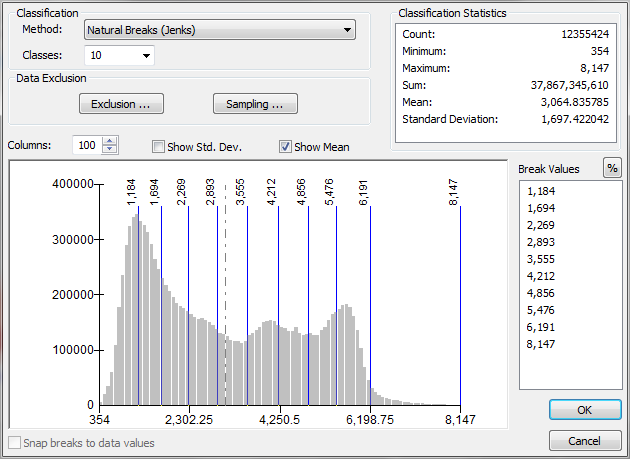 Classification
Method:
Natural Breaks (Jenks)
Classes:
10
Data Exclusion
Exclusion ...
Sampling ...
Classification Statistics
Count: 12355424
Minimum: 354
Maximum: 8,147
Sum: 37,867,345,610
Mean: 3,064.835785
Standard Deviation: 1,697.422042
Columns:
100
Show Std. Dev.
Show Mean
1,184 1,694 2,269 2,893 3,555 4,212 4,856 5,476 6,191 8,147
400000
300000
200000
100000
0
354 2,302.25 4,250.5 6,198.75 8,147
Break Values
%
1,184
1,694
2,269
2,893
3,555
4,212
4,856
5,476
6,191
8,147
Snap breaks to data values
OK
Cancel